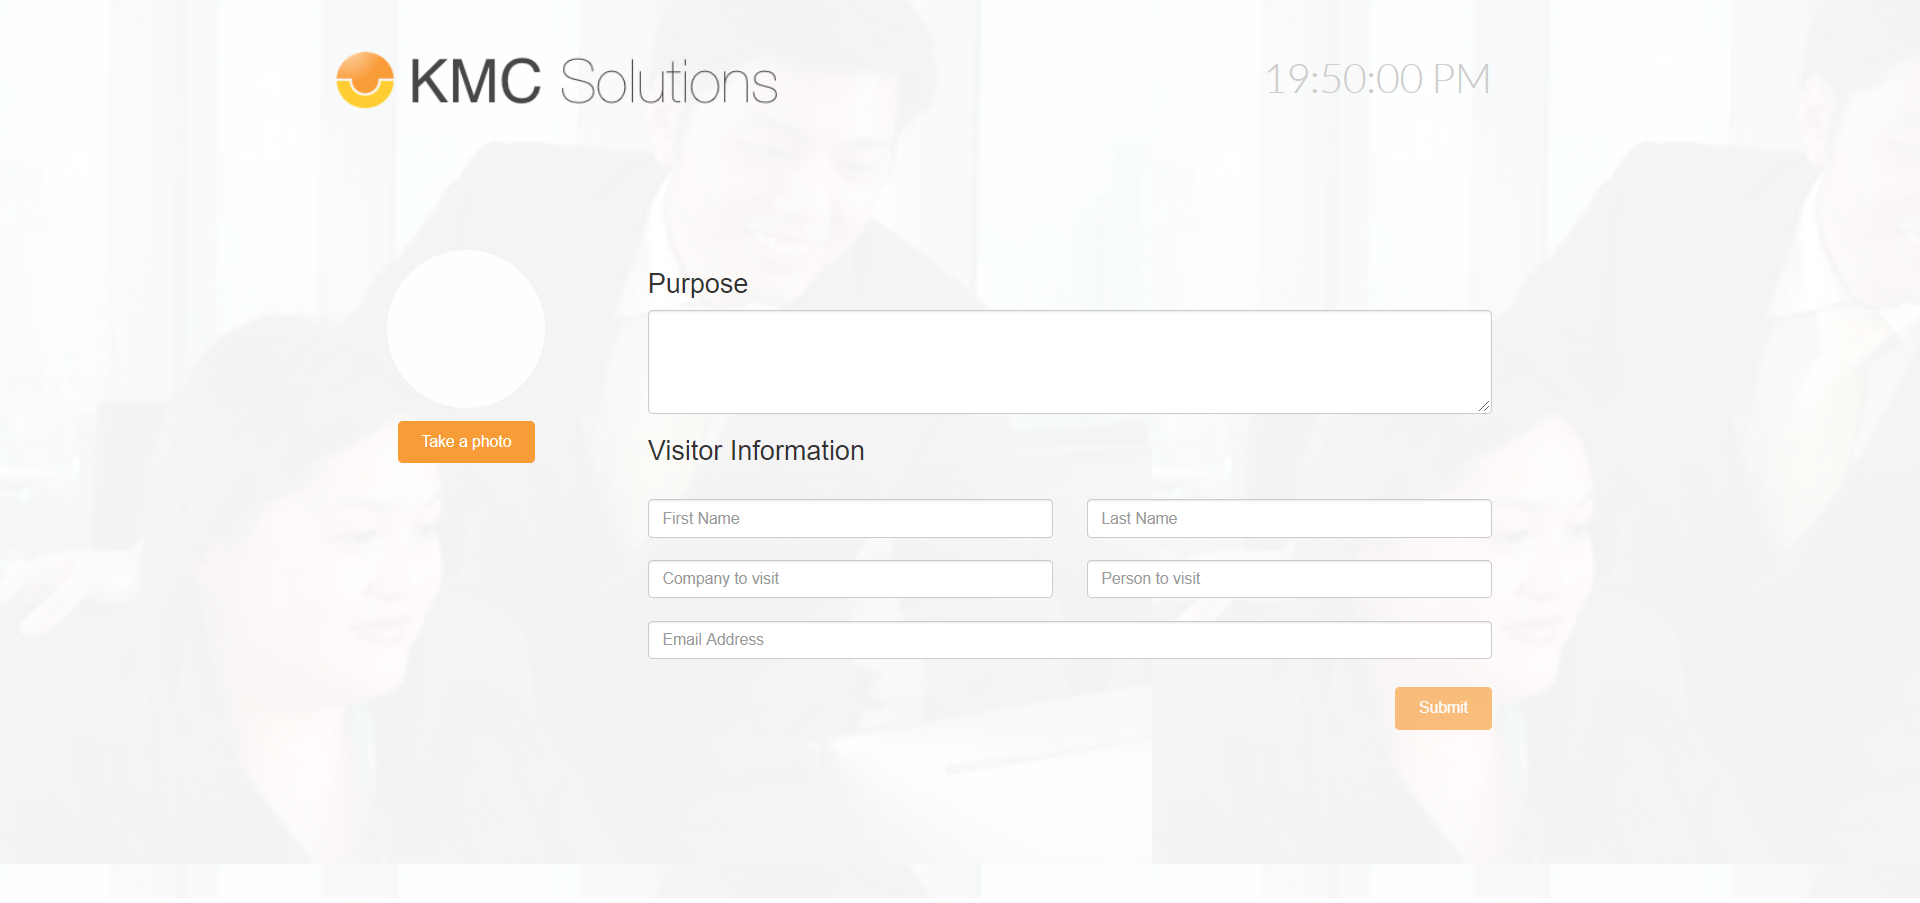 KMC Solutions
19:50:00 PM
Purpose
Take a photo
Visitor Information
First Name
Last Name
Company to visit
Person to visit
Email Address
Submit